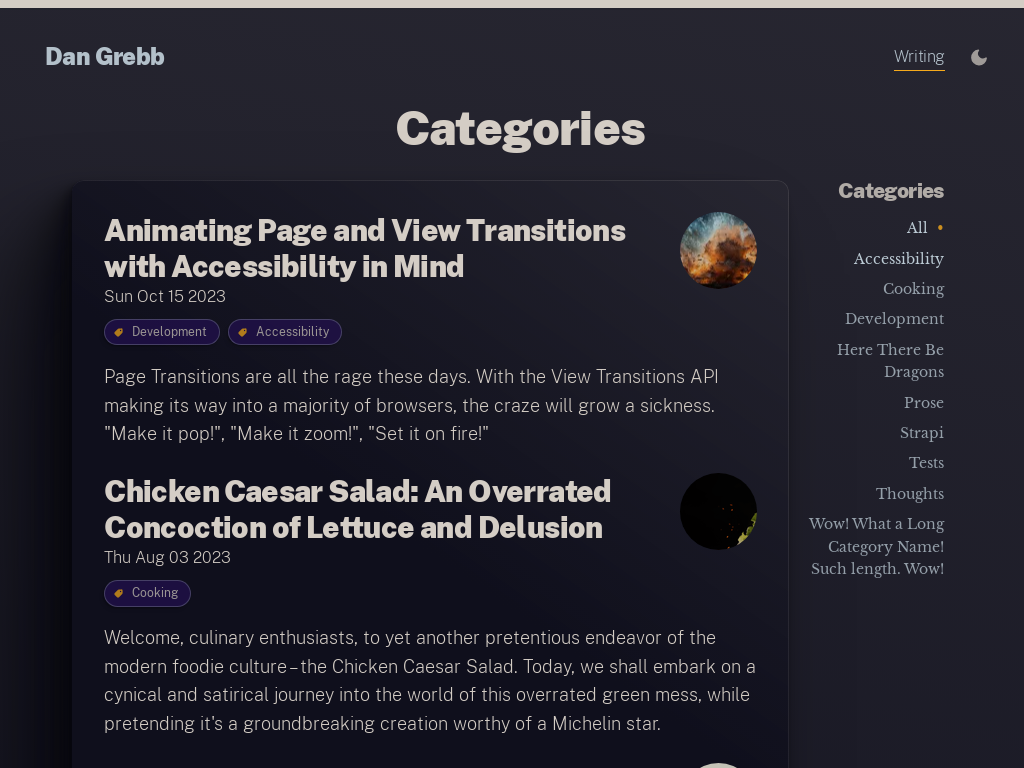 Dan Grebb
Writing
Categories
Animating Page and View Transitions
with Accessibility in Mind
Sun Oct 15 2023
Development
Accessibility
Page Transitions are all the rage these days. With the View Transitions API
making its way into a majority of browsers, the craze will grow a sickness.
"Make it pop!", "Make it zoom!", "Set it on fire!"
Chicken Caesar Salad: An Overrated
Concoction of Lettuce and Delusion
Thu Aug 03 2023
Cooking
Welcome, culinary enthusiasts, to yet another pretentious endeavor of the
modern foodie culture–the Chicken Caesar Salad. Today, we shall embark on a
cynical and satirical journey into the world of this overrated green mess, while
pretending it's a groundbreaking creation worthy of a Michelin star.
Categories
All •
Accessibility
Cooking
Development
Here There Be
Dragons
Prose
Strapi
Tests
Thoughts
Wow! What a Long
Category Name!
Such length. Wow!